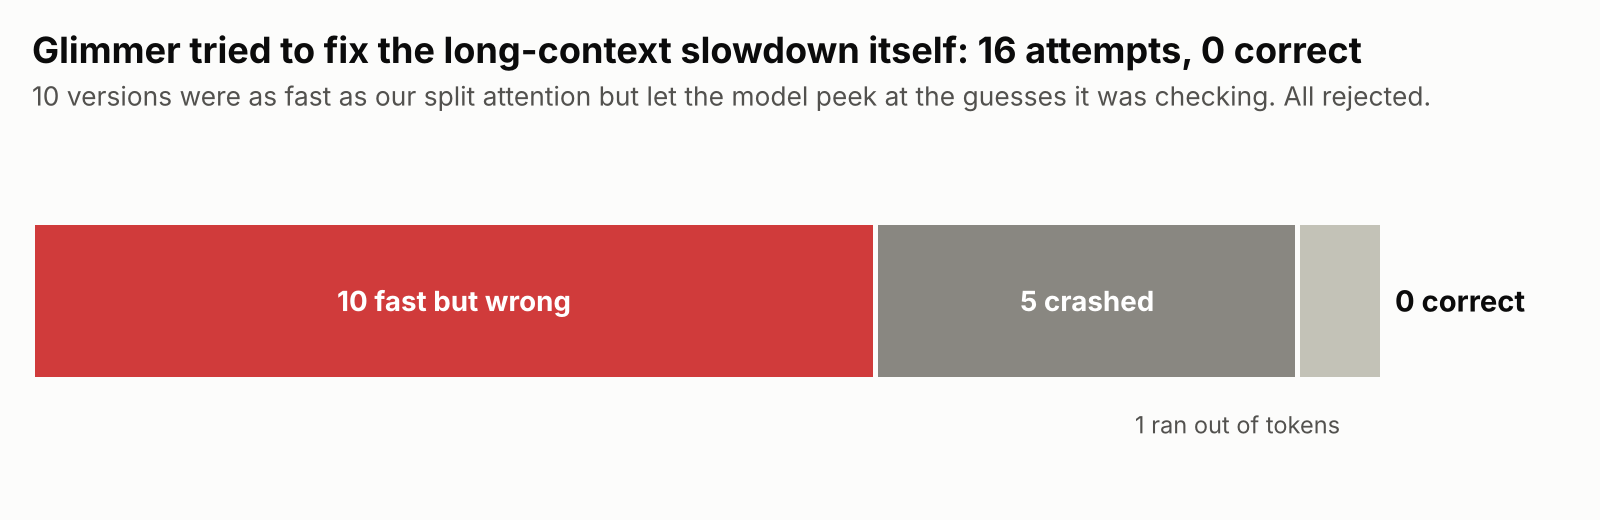 Glimmer tried to fix the long-context slowdown itself: 16 attempts, 0 correct
10 versions were as fast as our split attention but let the model peek at the guesses it was checking. All rejected.
10 fast but wrong
5 crashed
0 correct
1 ran out of tokens